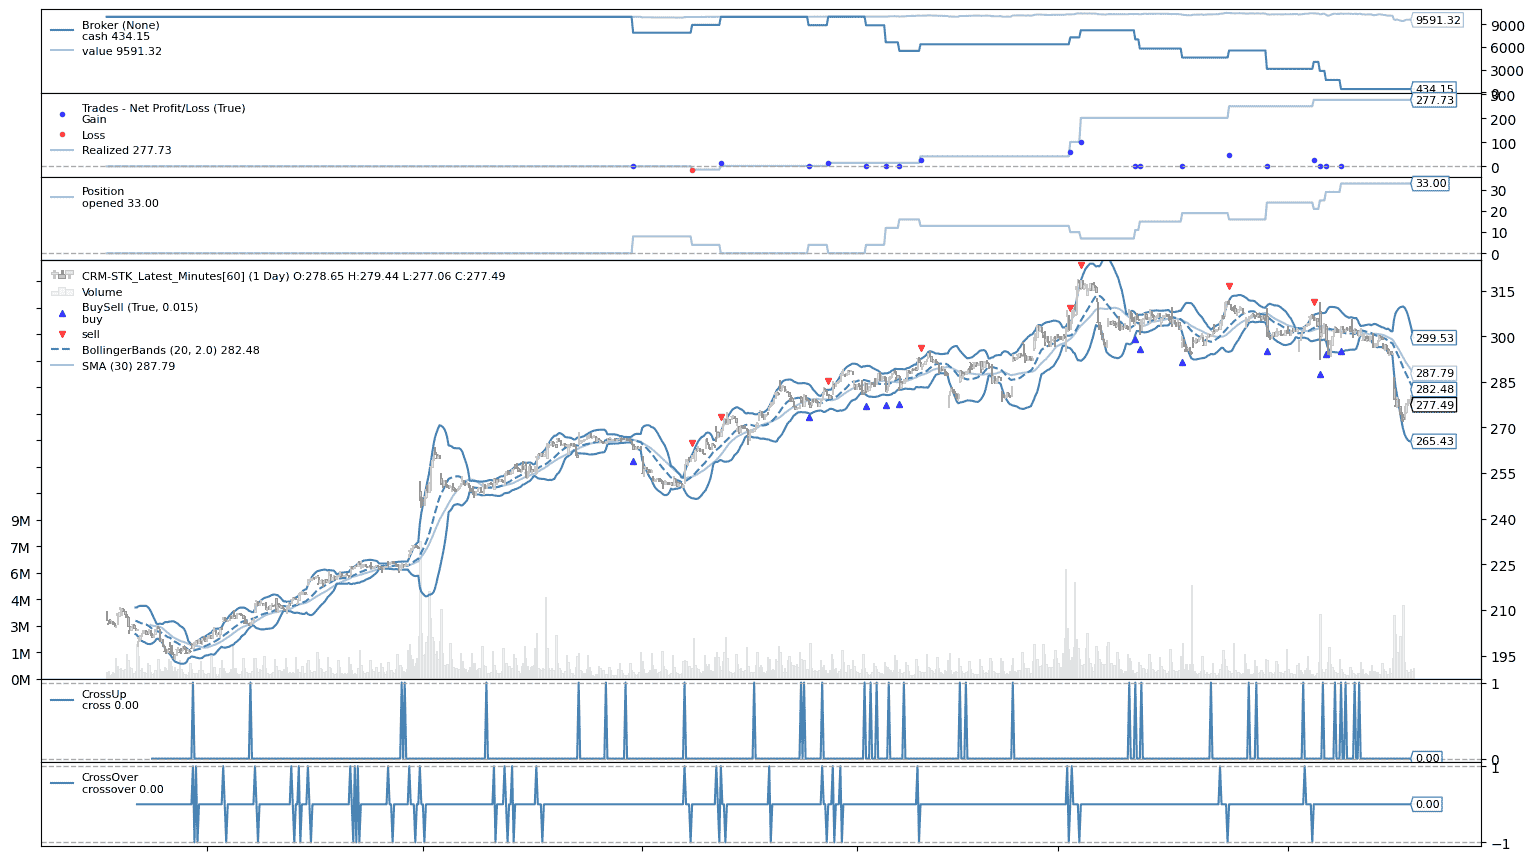 Broker (None)
cash 434.15
value 9591.32
9591.32
9000
6000
3000
0
434.15
Trades - Net Profit/Loss (True)
Gain
Loss
Realized 277.73
300
277.73
200
100
0
Position
opened 33.00
33.00
30
20
10
0
CRM-STK_Latest_Minutes[60] (1 Day) O:278.65 H:279.44 L:277.06 C:277.49
Volume
BuySell (True, 0.015)
buy
sell
BollingerBands (20, 2.0) 282.48
SMA (30) 287.79
315
300
299.53
287.79
285
282.48
277.49
270
265.43
255
240
225
210
195
9M
7M
6M
4M
3M
1M
0M
CrossUp
cross 0.00
1
0.00
0
CrossOver
crossover 0.00
1
0.00
−1